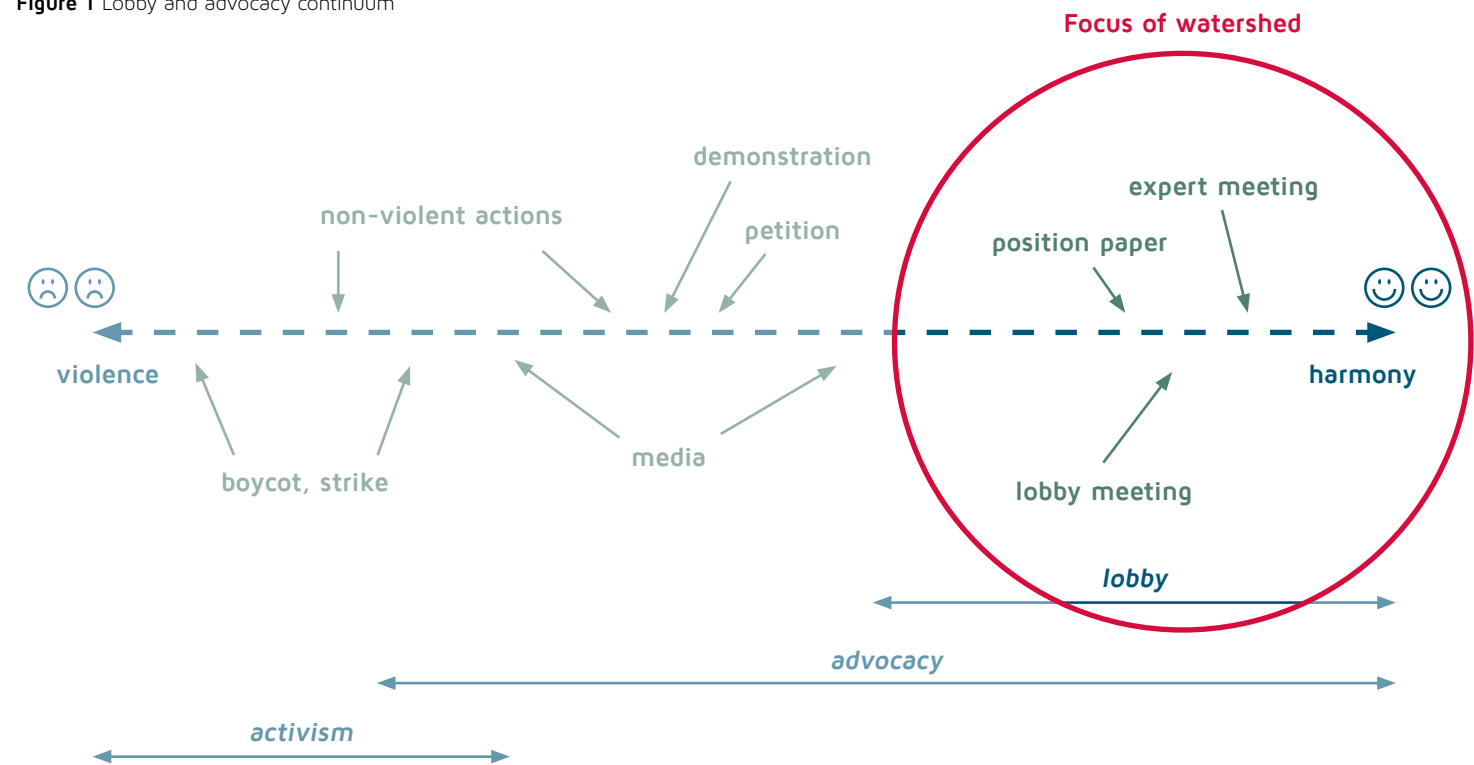 Figure 1 Lobby and advocacy continuum
Focus of watershed
demonstration
expert meeting
non-violent actions
petition
position paper
violence
harmony
media
boycot, strike
lobby meeting
lobby
advocacy
activism